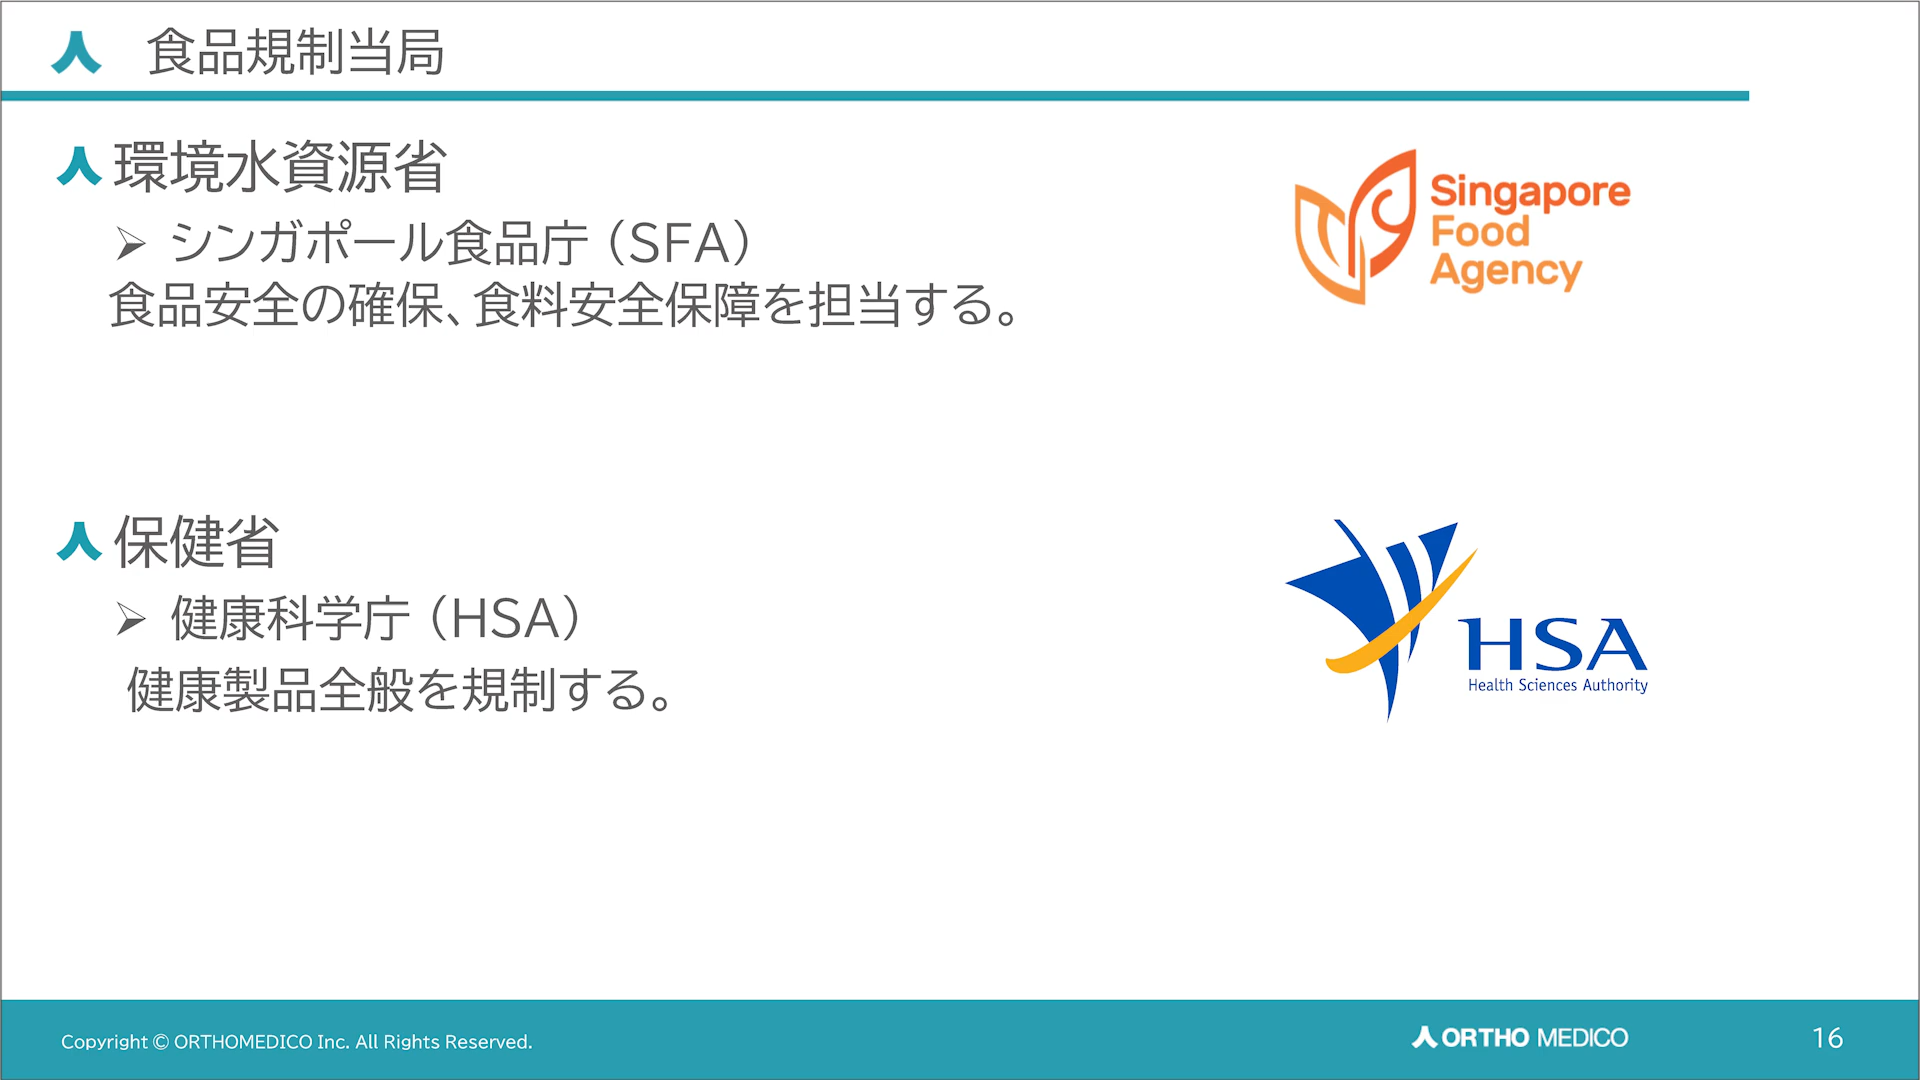 食品規制当局
環境水資源省
シンガポール食品庁（SFA）
食品安全の確保、食料安全保障を担当する。
Singapore
Food
Agency
保健省
健康科学庁（HSA）
健康製品全般を規制する。
HSA
Health Sciences Authority
Copyright © ORTHOMEDICO Inc. All Rights Reserved.
ORTHO MEDICO
16